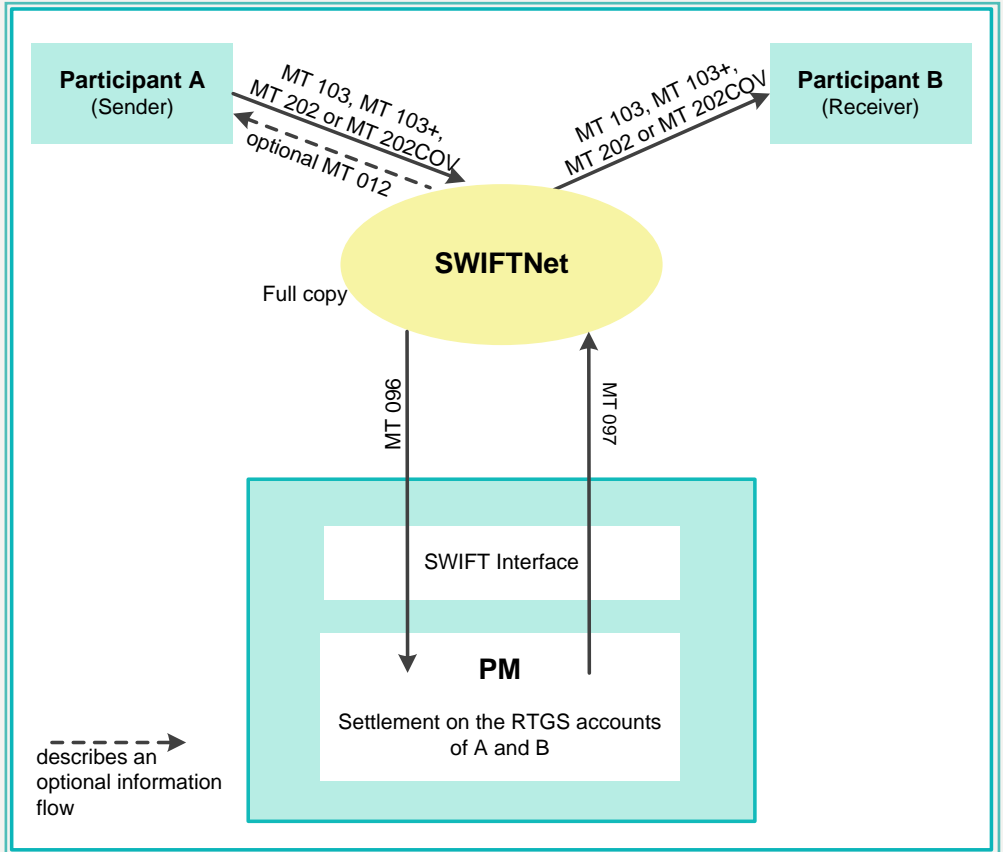 Participant A
(Sender)
MT 103, MT 103+,
MT 202 or MT 202COV
optional MT 012
MT 103, MT 103+,
MT 202 or MT 202COV
Participant B
(Receiver)
SWIFTNet
Full copy
MT 096
MT 097
SWIFT Interface
PM
Settlement on the RTGS accounts
of A and B
describes an
optional information
flow